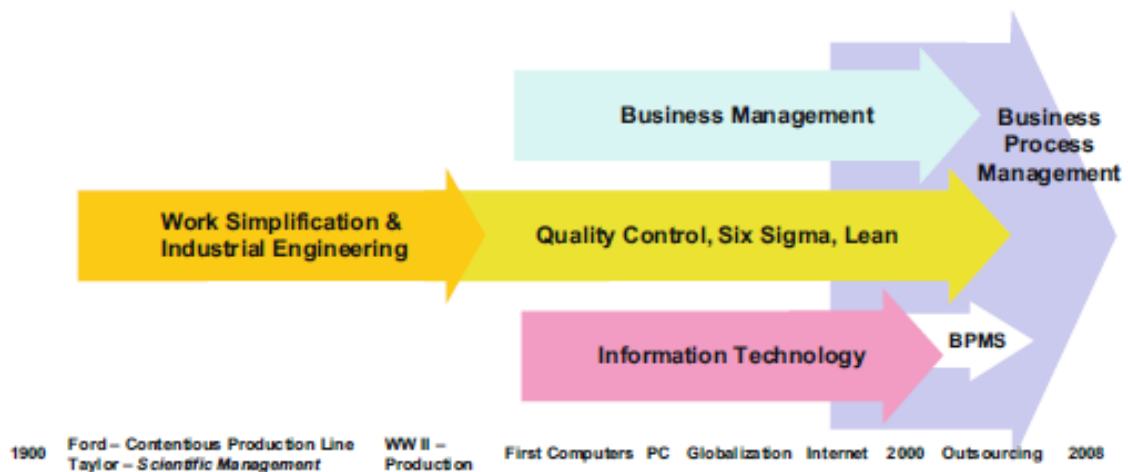 Business Management
Business
Process
Management
Work Simplification &
Industrial Engineering
Quality Control, Six Sigma, Lean
Information Technology
BPMS
1900 Ford – Contentious Production Line WW II – First Computers PC Globalization Internet 2000 Outsourcing 2008
Taylor – Scientific Management Production